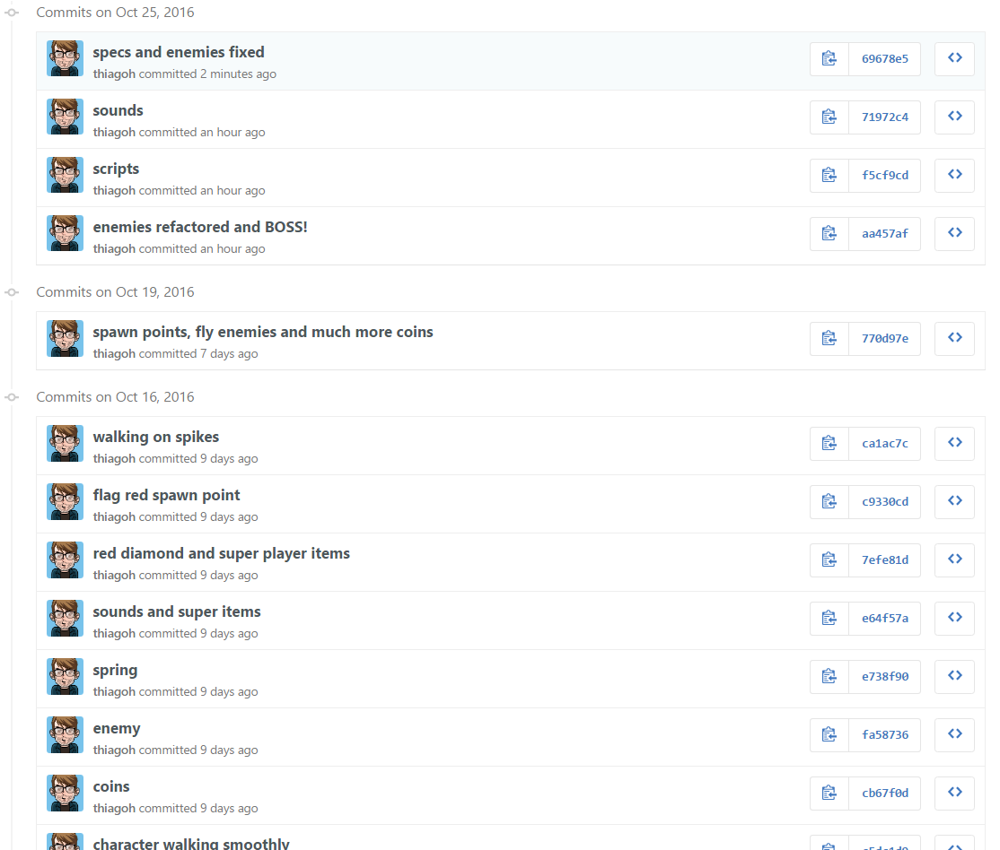 Commits on Oct 25, 2016
specs and enemies fixed
thiagoh committed 2 minutes ago
69678e5
sounds
thiagoh committed an hour ago
71972c4
scripts
thiagoh committed an hour ago
f5cf9cd
enemies refactored and BOSS!
thiagoh committed an hour ago
aa457af
Commits on Oct 19, 2016
spawn points, fly enemies and much more coins
thiagoh committed 7 days ago
770d97e
Commits on Oct 16, 2016
walking on spikes
thiagoh committed 9 days ago
ca1ac7c
flag red spawn point
thiagoh committed 9 days ago
c9330cd
red diamond and super player items
thiagoh committed 9 days ago
7efe81d
sounds and super items
thiagoh committed 9 days ago
e64f57a
spring
thiagoh committed 9 days ago
e738f90
enemy
thiagoh committed 9 days ago
fa58736
coins
thiagoh committed 9 days ago
cb67f0d
character walking smoothly